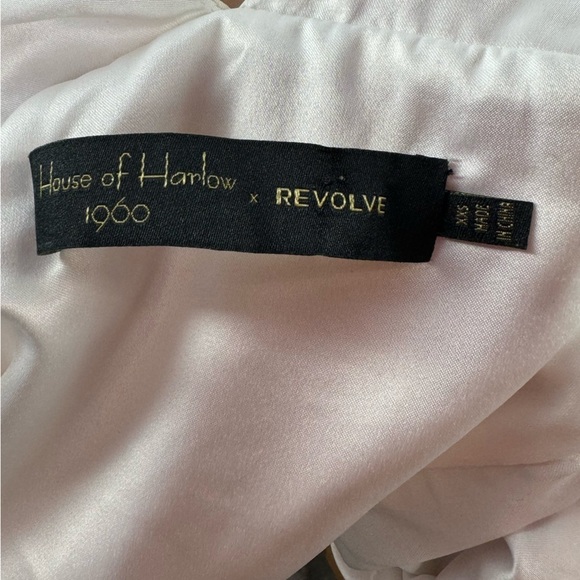 House of Harlow
1960
x REVOLVE
XXS
MADE
IN CHINA